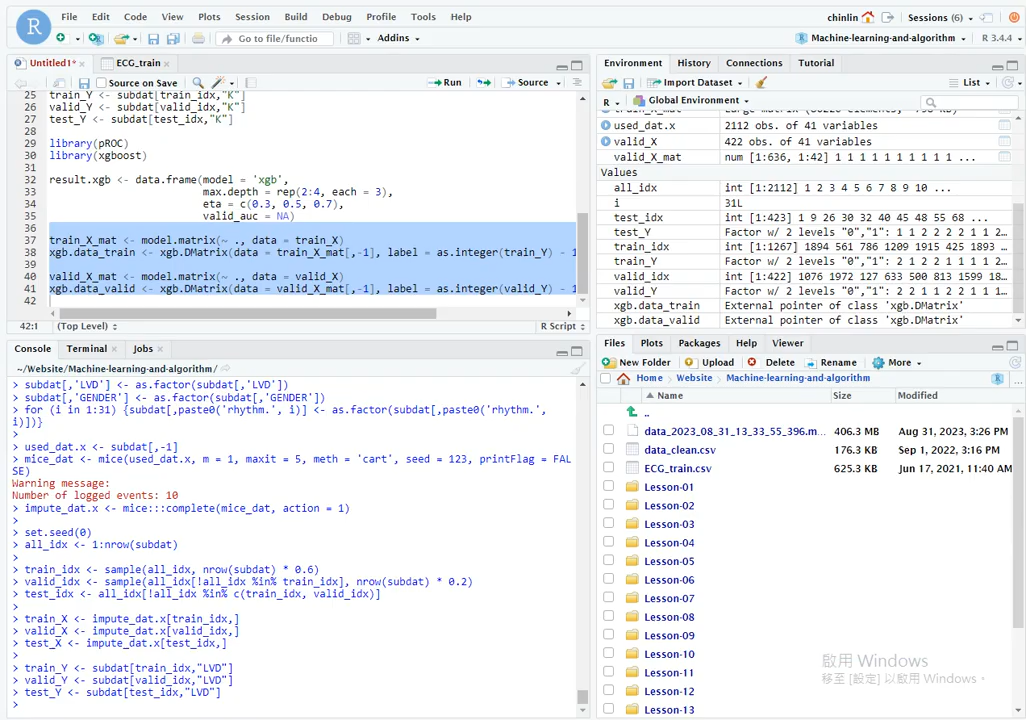 File Edit Code View Plots Session Build Debug Profile Tools Help
chinlin Sessions (6)
Go to file/functio Addins
Machine-learning-and-algorithm R 3.4.4
Untitled1* ECG_train
Source on Save Run Source
25 train_Y <- subdat[train_idx,"K"]
26 valid_Y <- subdat[valid_idx,"K"]
27 test_Y <- subdat[test_idx,"K"]
28
29 library(pROC)
30 library(xgboost)
31
32 result.xgb <- data.frame(model = 'xgb',
33 max.depth = rep(2:4, each = 3),
34 eta = c(0.3, 0.5, 0.7),
35 valid_auc = NA)
36
37 train_X_mat <- model.matrix(~ ., data = train_X)
38 xgb.data_train <- xgb.DMatrix(data = train_X_mat[,-1], label = as.integer(train_Y) - 1
39
40 valid_X_mat <- model.matrix(~ ., data = valid_X)
41 xgb.data_valid <- xgb.DMatrix(data = valid_X_mat[,-1], label = as.integer(valid_Y) - 1
42
42:1 (Top Level) R Script
Console Terminal Jobs
~/Website/Machine-learning-and-algorithm/
> subdat[,'LVD'] <- as.factor(subdat[,'LVD'])
> subdat[,'GENDER'] <- as.factor(subdat[,'GENDER'])
> for (i in 1:31) {subdat[,paste0('rhythm.', i)] <- as.factor(subdat[,paste0('rhythm.',
i)])}
>
> used_dat.x <- subdat[,-1]
> mice_dat <- mice(used_dat.x, m = 1, maxit = 5, meth = 'cart', seed = 123, printFlag = FAL
SE)
Warning message:
Number of logged events: 10
> impute_dat.x <- mice:::complete(mice_dat, action = 1)
>
> set.seed(0)
> all_idx <- 1:nrow(subdat)
>
> train_idx <- sample(all_idx, nrow(subdat) * 0.6)
> valid_idx <- sample(all_idx[!all_idx %in% train_idx], nrow(subdat) * 0.2)
> test_idx <- all_idx[!all_idx %in% c(train_idx, valid_idx)]
>
> train_X <- impute_dat.x[train_idx,]
> valid_X <- impute_dat.x[valid_idx,]
> test_X <- impute_dat.x[test_idx,]
>
> train_Y <- subdat[train_idx,"LVD"]
> valid_Y <- subdat[valid_idx,"LVD"]
> test_Y <- subdat[test_idx,"LVD"]
>
Environment History Connections Tutorial
Import Dataset List
R Global Environment
used_dat.x 2112 obs. of 41 variables
valid_X 422 obs. of 41 variables
valid_X_mat num [1:636, 1:42] 1 1 1 1 1 1 1 1 1 1 ...
Values
all_idx int [1:2112] 1 2 3 4 5 6 7 8 9 10 ...
i 31L
test_idx int [1:423] 1 9 26 30 32 40 45 48 55 68 ...
test_Y Factor w/ 2 levels "0","1": 1 1 2 2 2 2 1 1 2…
train_idx int [1:1267] 1894 561 786 1209 1915 425 1893 …
train_Y Factor w/ 2 levels "0","1": 2 2 2 1 2 1 1 1 2…
valid_idx int [1:422] 1076 1972 127 633 500 813 1599 18…
valid_Y Factor w/ 2 levels "0","1": 2 2 1 1 2 2 1 1 1…
xgb.data_train External pointer of class 'xgb.DMatrix'
xgb.data_valid External pointer of class 'xgb.DMatrix'
Files Plots Packages Help Viewer
New Folder Upload Delete Rename More
Home Website Machine-learning-and-algorithm ...
Name Size Modified
..
data_2023_08_31_13_33_55_396.m... 406.3 MB Aug 31, 2023, 3:26 PM
data_clean.csv 176.3 KB Sep 1, 2022, 3:16 PM
ECG_train.csv 625.3 KB Jun 17, 2021, 11:40 AM
Lesson-01
Lesson-02
Lesson-03
Lesson-04
Lesson-05
Lesson-06
Lesson-07
Lesson-08
Lesson-09
Lesson-10
Lesson-11
Lesson-12
Lesson-13
啟用 Windows
移至 [設定] 以啟用 Windows。